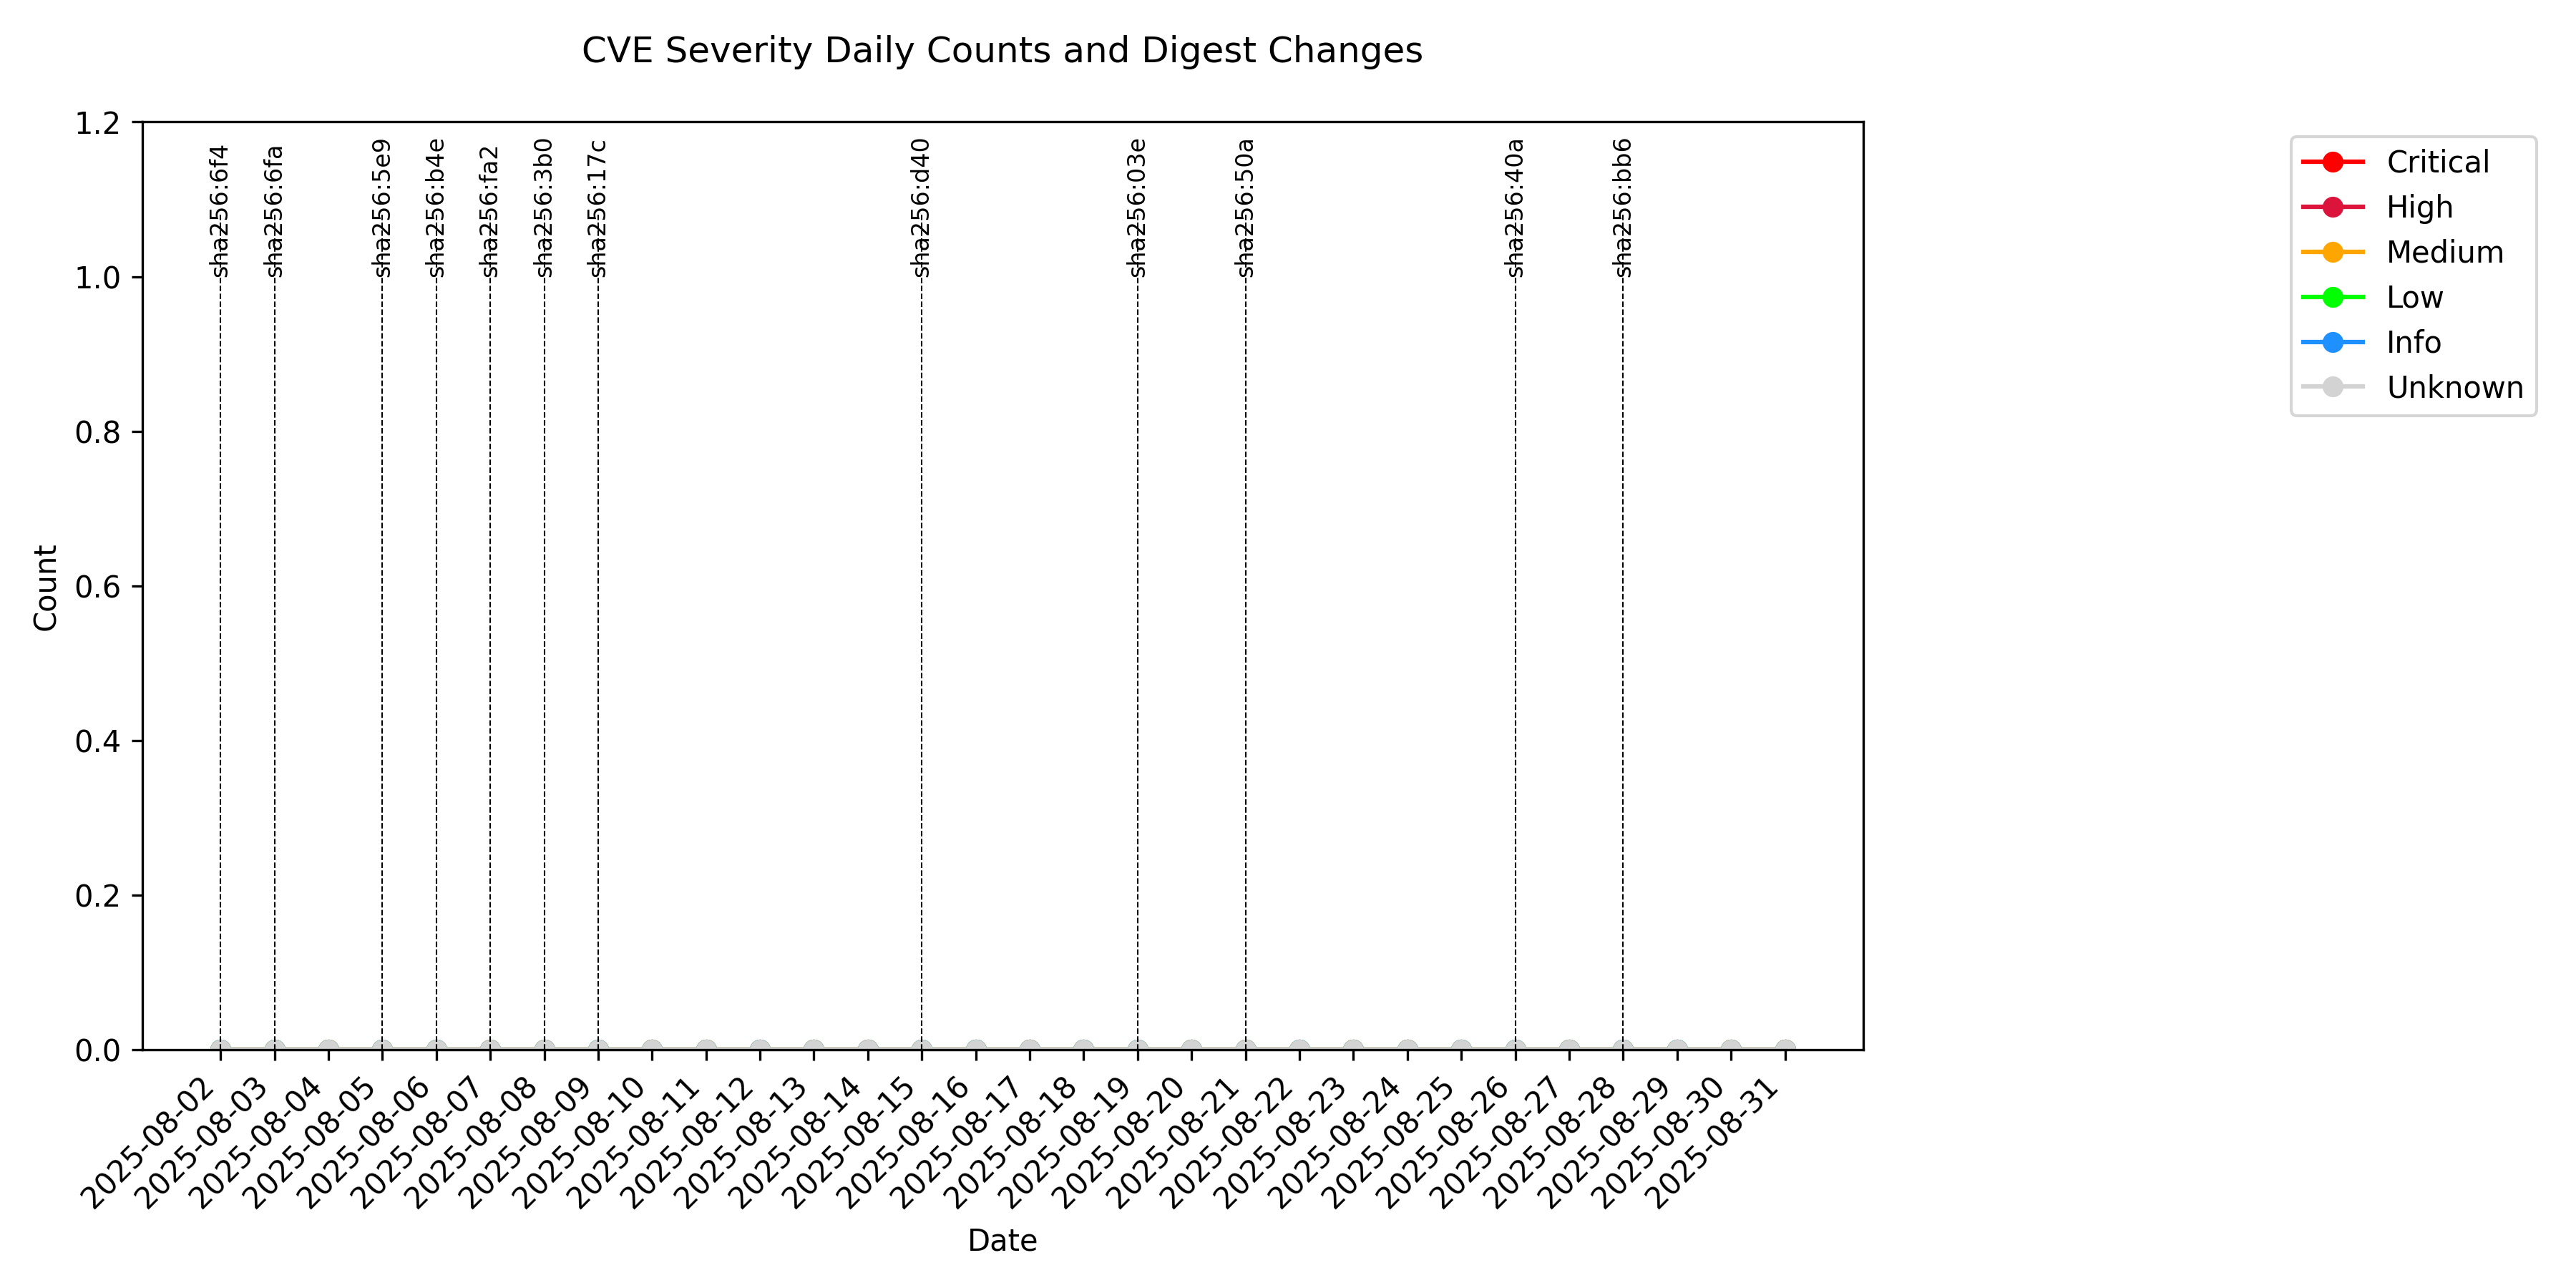 CVE Severity Daily Counts and Digest Changes
1.2
1.0
0.8
0.6
0.4
0.2
0.0
Count
sha256:6f4
sha256:6fa
sha256:5e9
sha256:b4e
sha256:fa2
sha256:3b0
sha256:17c
sha256:d40
sha256:03e
sha256:50a
sha256:40a
sha256:bb6
2025-08-02
2025-08-03
2025-08-04
2025-08-05
2025-08-06
2025-08-07
2025-08-08
2025-08-09
2025-08-10
2025-08-11
2025-08-12
2025-08-13
2025-08-14
2025-08-15
2025-08-16
2025-08-17
2025-08-18
2025-08-19
2025-08-20
2025-08-21
2025-08-22
2025-08-23
2025-08-24
2025-08-25
2025-08-26
2025-08-27
2025-08-28
2025-08-29
2025-08-30
2025-08-31
Date
Critical
High
Medium
Low
Info
Unknown